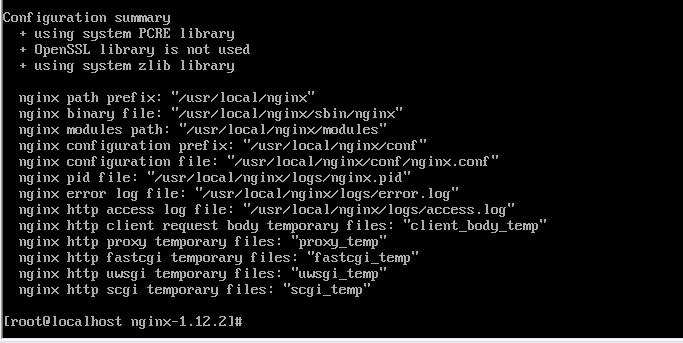 Configuration summary
+ using system PCRE library
+ OpenSSL library is not used
+ using system zlib library
nginx path prefix: "/usr/local/nginx"
nginx binary file: "/usr/local/nginx/sbin/nginx"
nginx modules path: "/usr/local/nginx/modules"
nginx configuration prefix: "/usr/local/nginx/conf"
nginx configuration file: "/usr/local/nginx/conf/nginx.conf"
nginx pid file: "/usr/local/nginx/logs/nginx.pid"
nginx error log file: "/usr/local/nginx/logs/error.log"
nginx http access log file: "/usr/local/nginx/logs/access.log"
nginx http client request body temporary files: "client_body_temp"
nginx http proxy temporary files: "proxy_temp"
nginx http fastcgi temporary files: "fastcgi_temp"
nginx http uwsgi temporary files: "uwsgi_temp"
nginx http scgi temporary files: "scgi_temp"
[root@localhost nginx-1.12.2]#